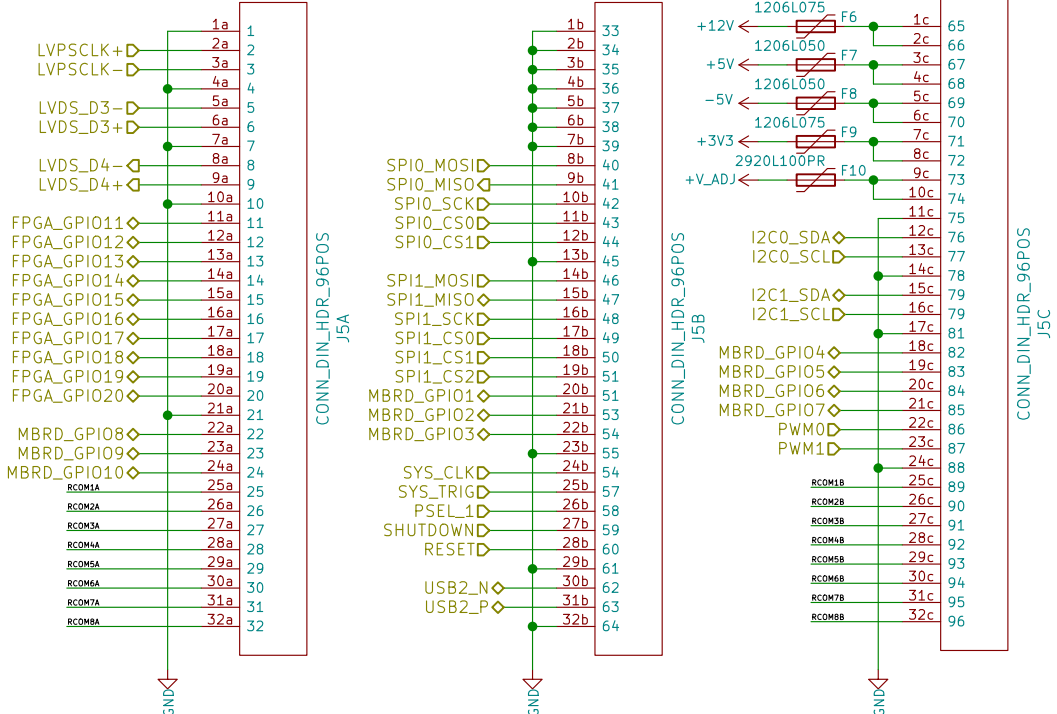 1a 1
LVPSCLK+ 2a 2
LVPSCLK- 3a 3
4a 4
LVDS_D3- 5a 5
LVDS_D3+ 6a 6
7a 7
LVDS_D4- 8a 8
LVDS_D4+ 9a 9
10a 10
FPGA_GPIO11 11a 11
FPGA_GPIO12 12a 12
FPGA_GPIO13 13a 13
FPGA_GPIO14 14a 14
FPGA_GPIO15 15a 15
FPGA_GPIO16 16a 16
FPGA_GPIO17 17a 17
FPGA_GPIO18 18a 18
FPGA_GPIO19 19a 19
FPGA_GPIO20 20a 20
21a 21
MBRD_GPIO8 22a 22
MBRD_GPIO9 23a 23
MBRD_GPIO10 24a 24
RCOM1A 25a 25
RCOM2A 26a 26
RCOM3A 27a 27
RCOM4A 28a 28
RCOM5A 29a 29
RCOM6A 30a 30
RCOM7A 31a 31
RCOM8A 32a 32
GND
CONN_DIN_HDR_96POS
J5A
1b 33
2b 34
3b 35
4b 36
5b 37
6b 38
7b 39
SPI0_MOSI 8b 40
SPI0_MISO 9b 41
SPI0_SCK 10b 42
SPI0_CS0 11b 43
SPI0_CS1 12b 44
13b 45
SPI1_MOSI 14b 46
SPI1_MISO 15b 47
SPI1_SCK 16b 48
SPI1_CS0 17b 49
SPI1_CS1 18b 50
SPI1_CS2 19b 51
MBRD_GPIO1 20b 51
MBRD_GPIO2 21b 53
MBRD_GPIO3 22b 54
23b 55
SYS_CLK 24b 54
SYS_TRIG 25b 57
PSEL_1 26b 58
SHUTDOWN 27b 59
RESET 28b 60
29b 61
USB2_N 30b 62
USB2_P 31b 63
32b 64
GND
CONN_DIN_HDR_96POS
J5B
1206L075
+12V F6 1c 65
2c 66
1206L050
+5V F7 3c 67
4c 68
1206L050
-5V F8 5c 69
6c 70
1206L075
+3V3 F9 7c 71
8c 72
2920L100PR
+V_ADJ F10 9c 73
10c 74
11c 75
I2C0_SDA 12c 76
I2C0_SCL 13c 77
14c 78
I2C1_SDA 15c 79
I2C1_SCL 16c 79
17c 81
MBRD_GPIO4 18c 82
MBRD_GPIO5 19c 83
MBRD_GPIO6 20c 84
MBRD_GPIO7 21c 85
PWM0 22c 86
PWM1 23c 87
24c 88
RCOM1B 25c 89
RCOM2B 26c 90
RCOM3B 27c 91
RCOM4B 28c 92
RCOM5B 29c 93
RCOM6B 30c 94
RCOM7B 31c 95
RCOM8B 32c 96
GND
CONN_DIN_HDR_96POS
J5C